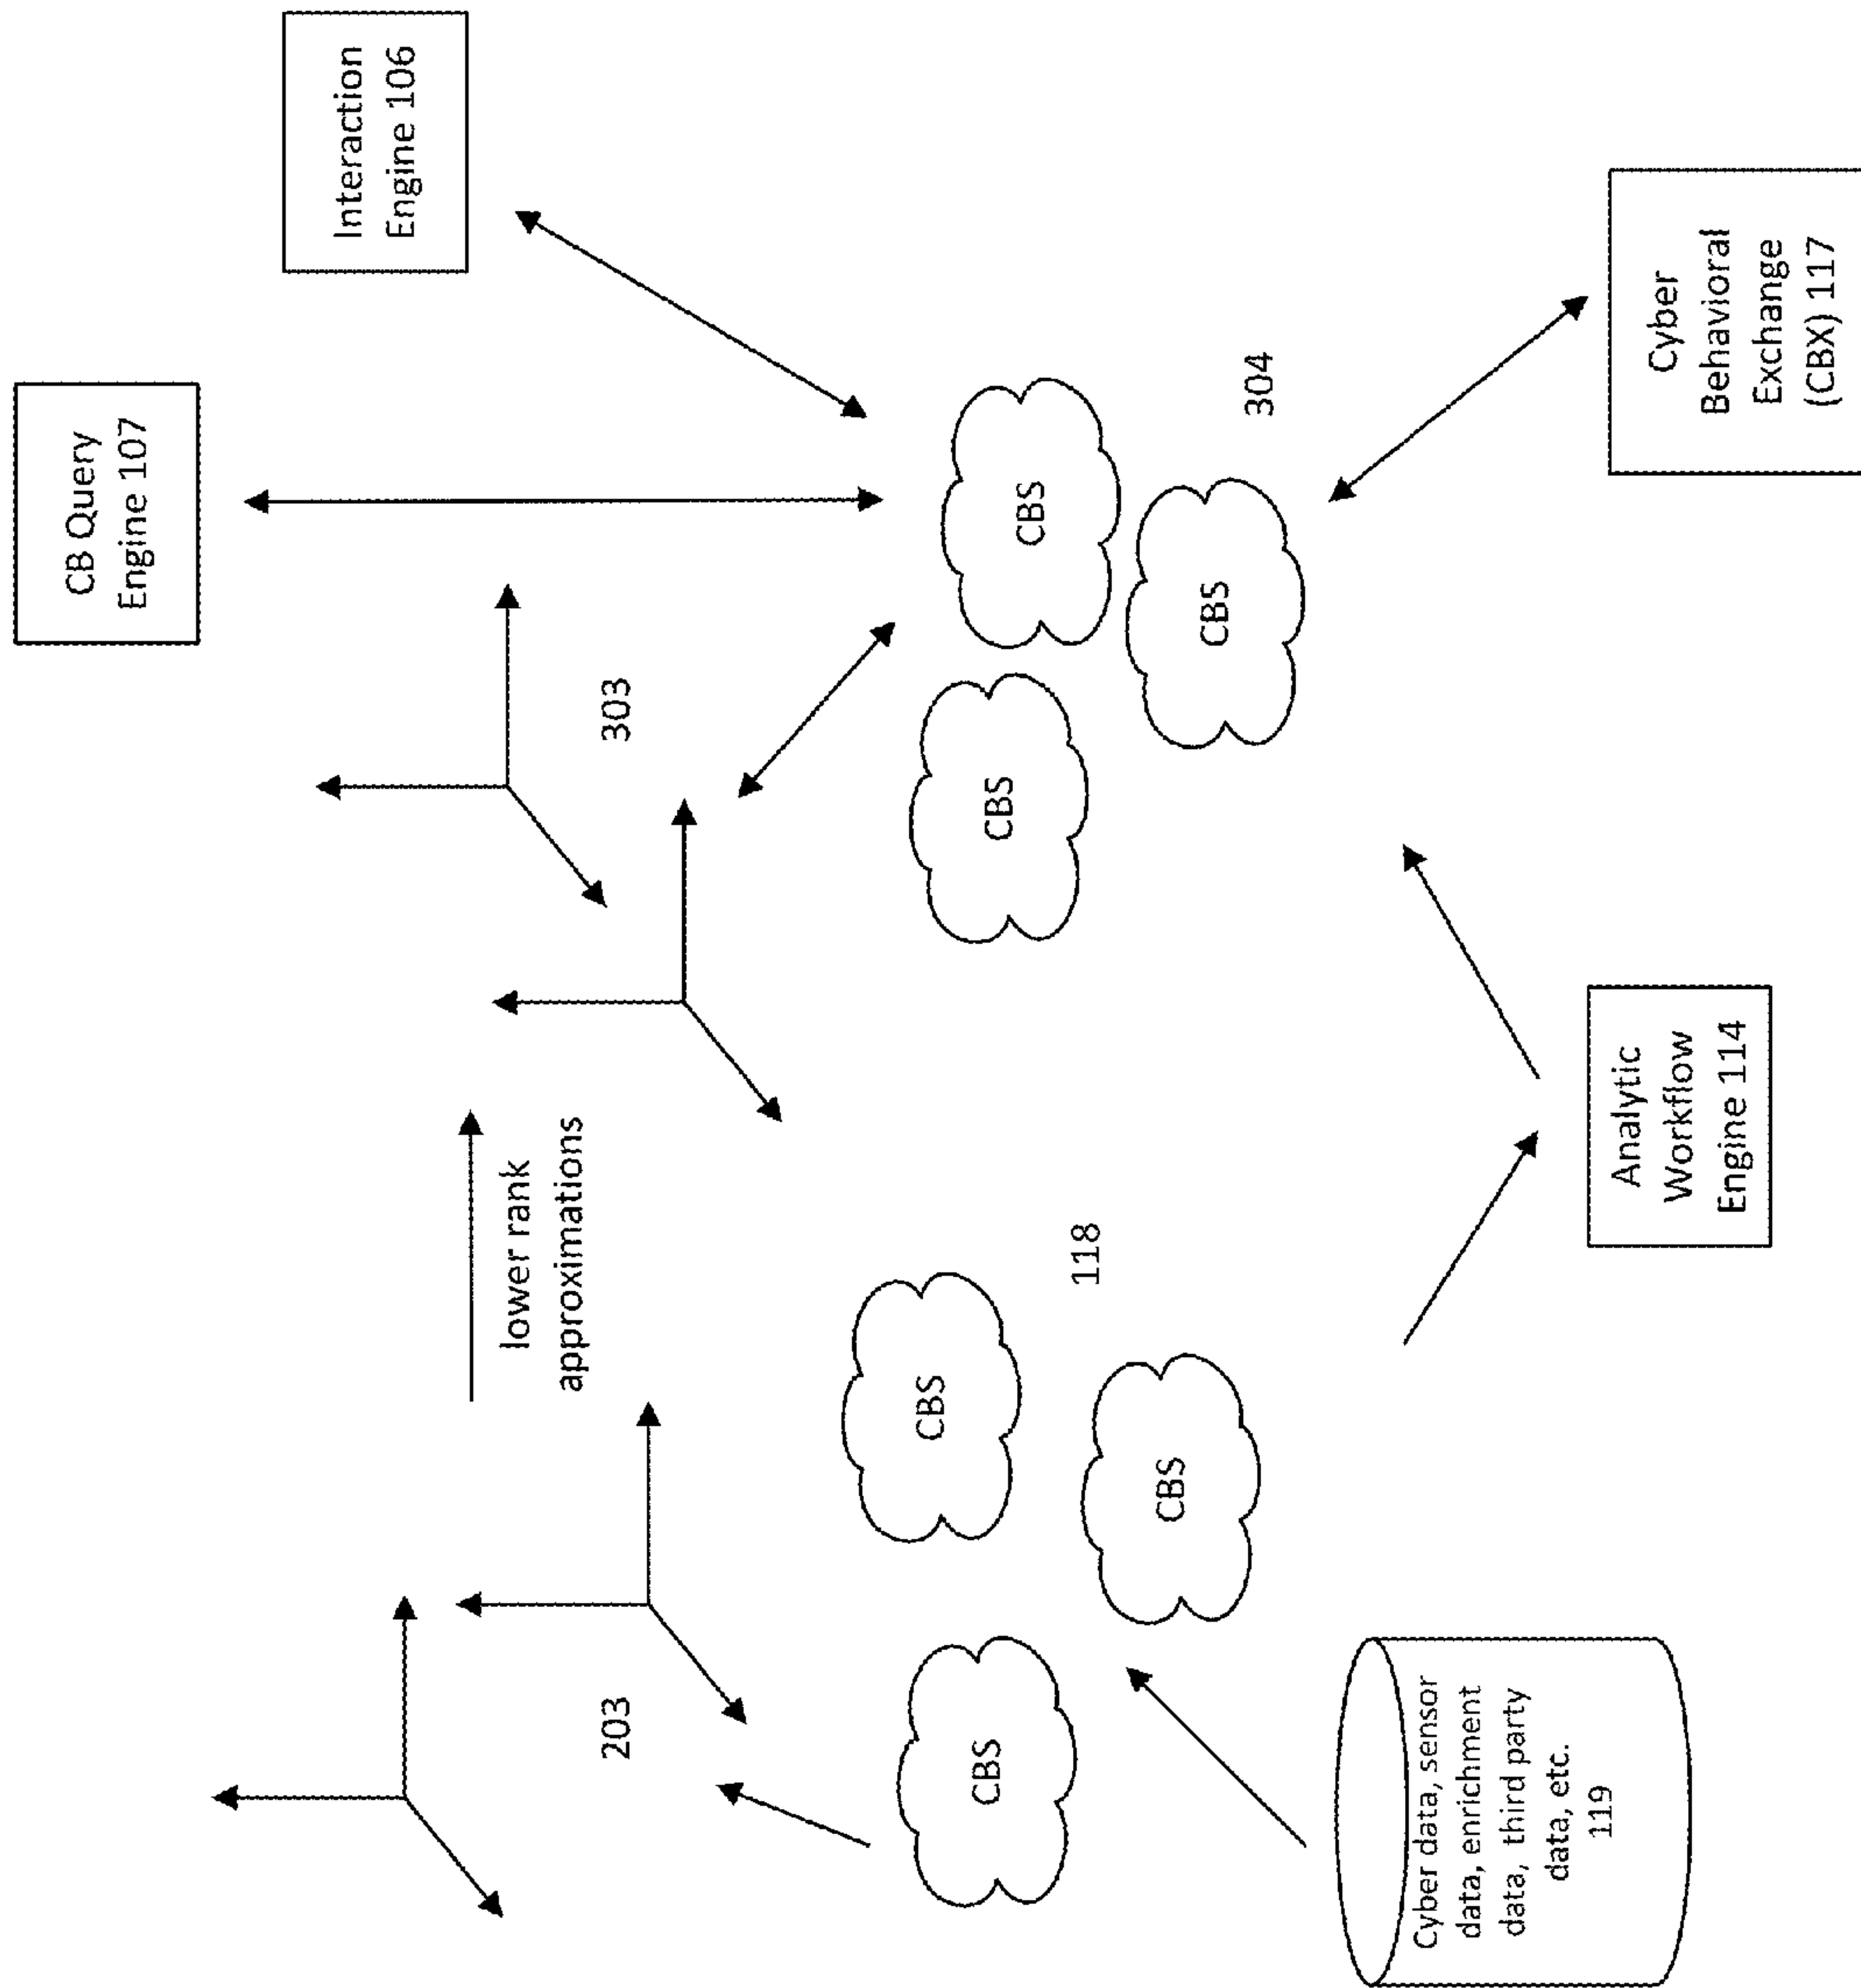 CB Query
Engine 107
Interaction
Engine 106
lower rank
approximations
203
303
CBS
CBS
CBS
CBS
118
CBS
CBS
304
Cyber data, sensor
data, enrichment
data, third party
data, etc.
119
Analytic
Workflow
Engine 114
Cyber
Behavioral
Exchange
(CBX) 117